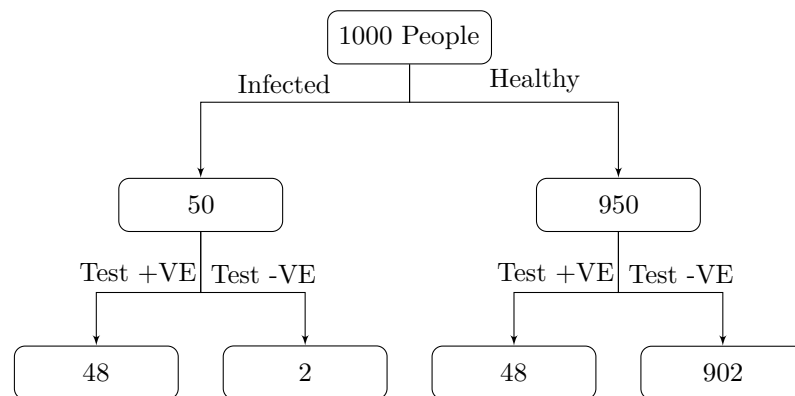 1000 People
Infected
Healthy
50
950
Test +VE
Test -VE
Test +VE
Test -VE
48
2
48
902